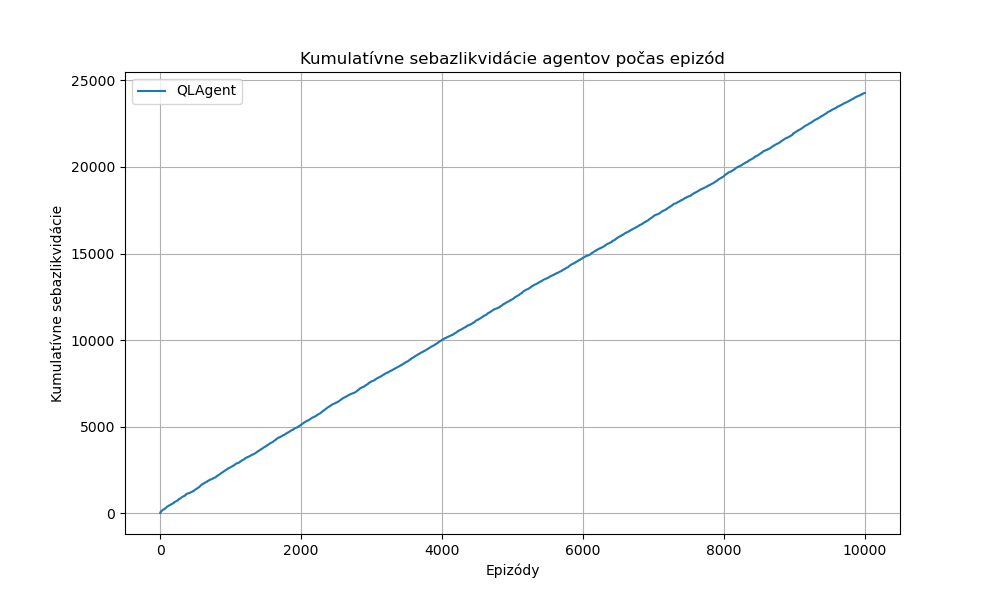 Kumulatívne sebazlikvidácie agentov počas epizód
QLAgent
Kumulatívne sebazlikvidácie
25000
20000
15000
10000
5000
0
0 2000 4000 6000 8000 10000
Epizódy